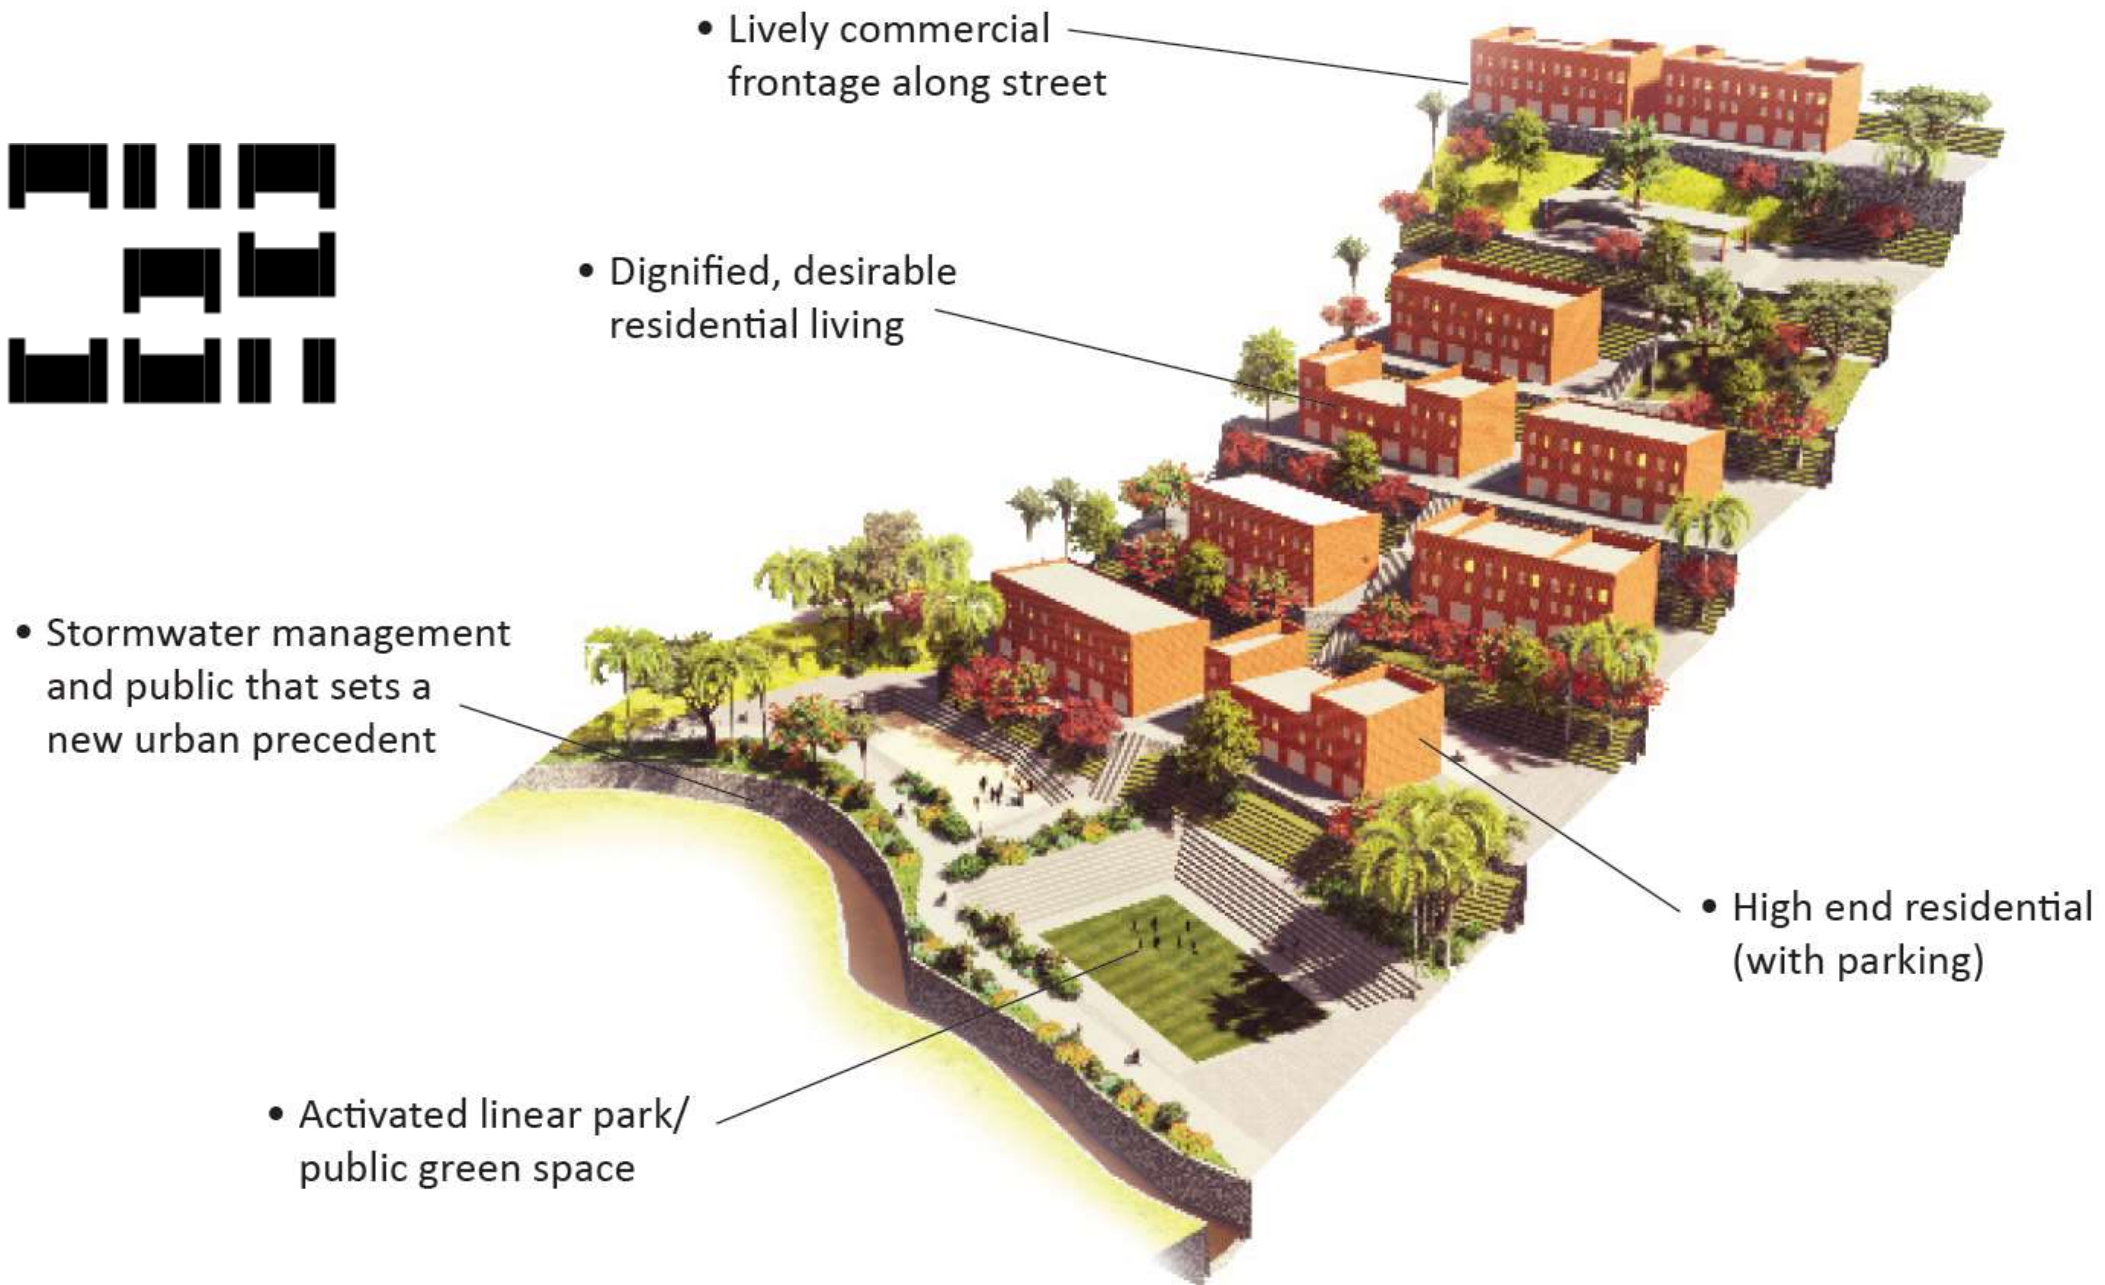 • Lively commercial
frontage along street
• Dignified, desirable
residential living
• Stormwater management
and public that sets a
new urban precedent
• High end residential
(with parking)
• Activated linear park/
public green space